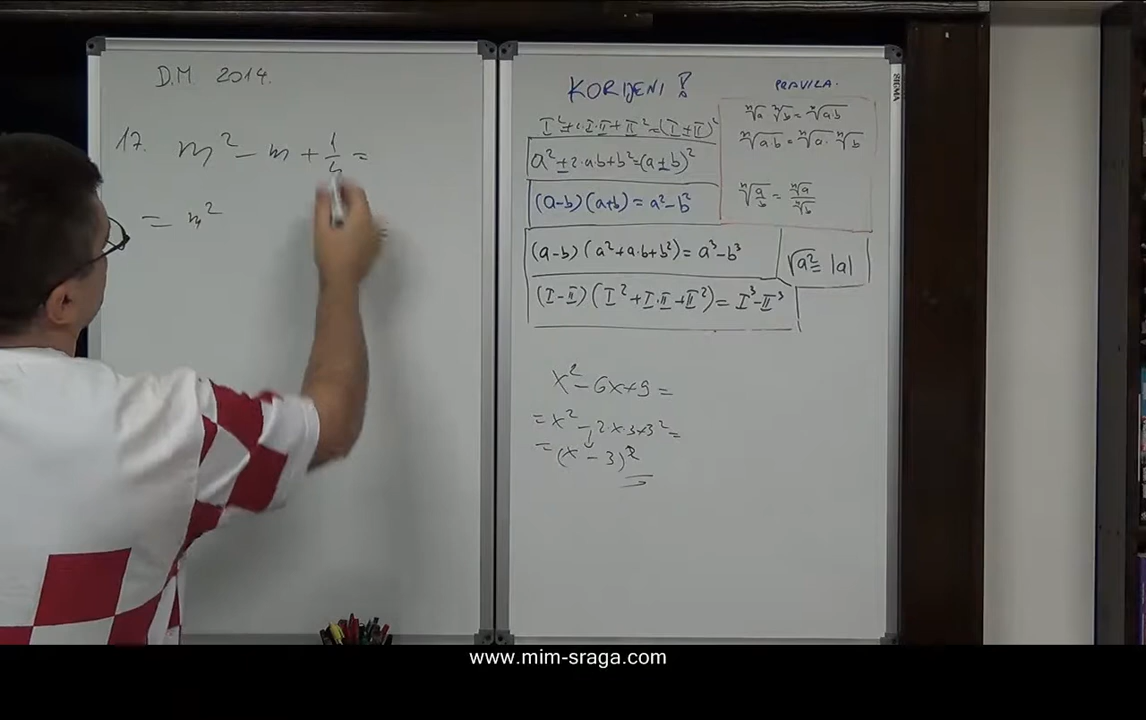 D.M. 2014.
17. m² - m + 1/4 =
= m²
KORIJENI !
I² ± 2·I·II + II² = (I ± II)²
a² ± 2·ab + b² = (a ± b)²
(a-b) (a+b) = a² - b²
(a-b) (a² + a·b + b²) = a³ - b³
(I - II) (I² + I·II + II²) = I³ - II³
PRAVILA.
ⁿ√a ⁿ√b = ⁿ√ab
ⁿ√ab = ⁿ√a · ⁿ√b
ⁿ√(a/b) = ⁿ√a / ⁿ√b
√a² = |a|
SIGMA
x² - 6x + 9 =
= x² - 2·x·3 + 3² =
= (x - 3)²
www.mim-sraga.com